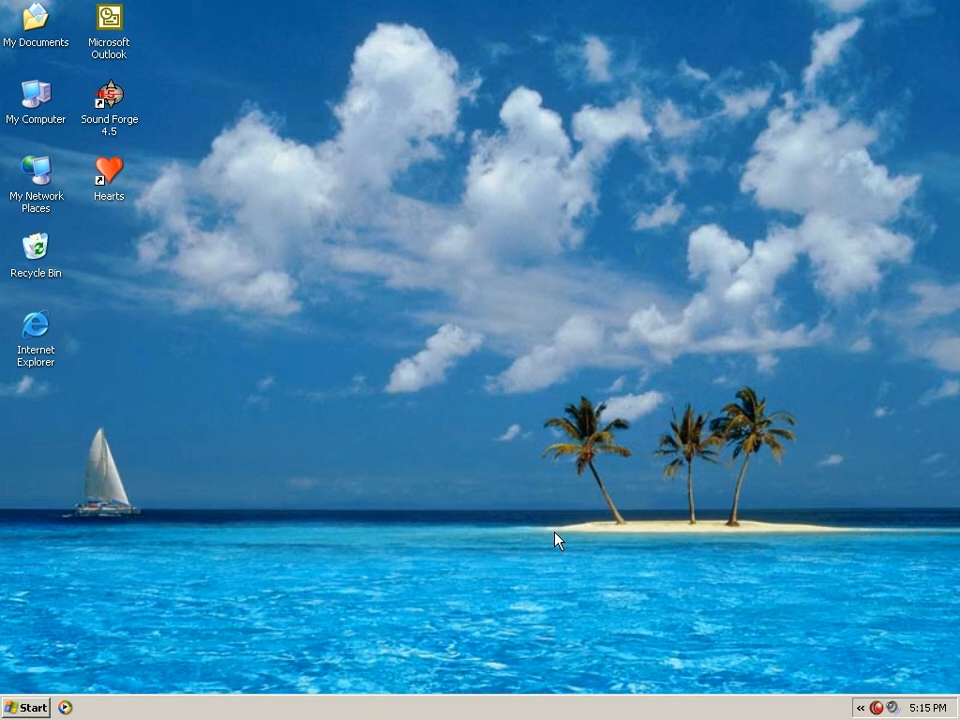 My Documents
Microsoft
Outlook
My Computer
Sound Forge
4.5
My Network
Places
Hearts
Recycle Bin
Internet
Explorer
Start
5:15 PM